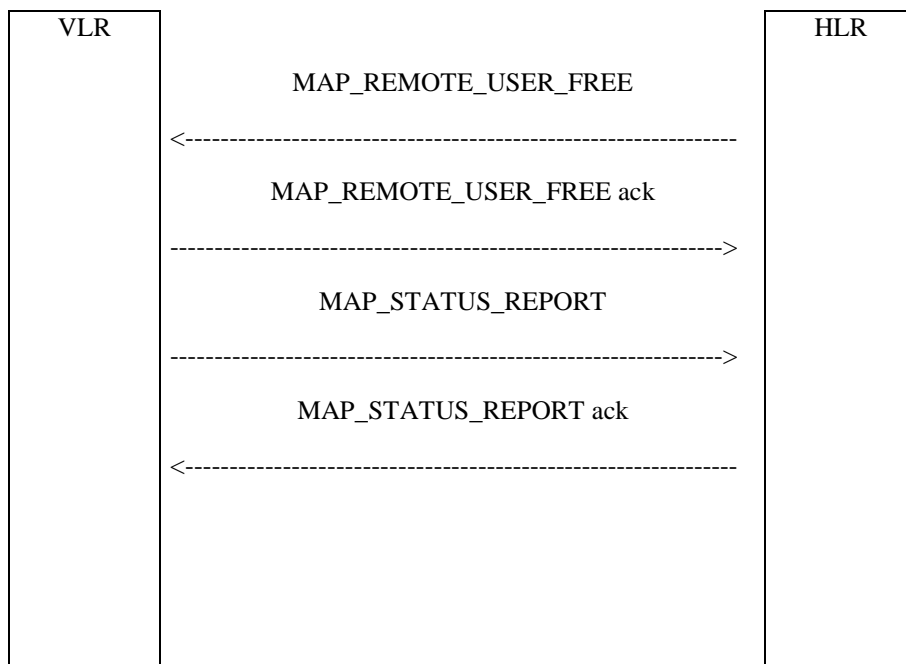 VLR HLR
MAP_REMOTE_USER_FREE
MAP_REMOTE_USER_FREE ack
MAP_STATUS_REPORT
MAP_STATUS_REPORT ack